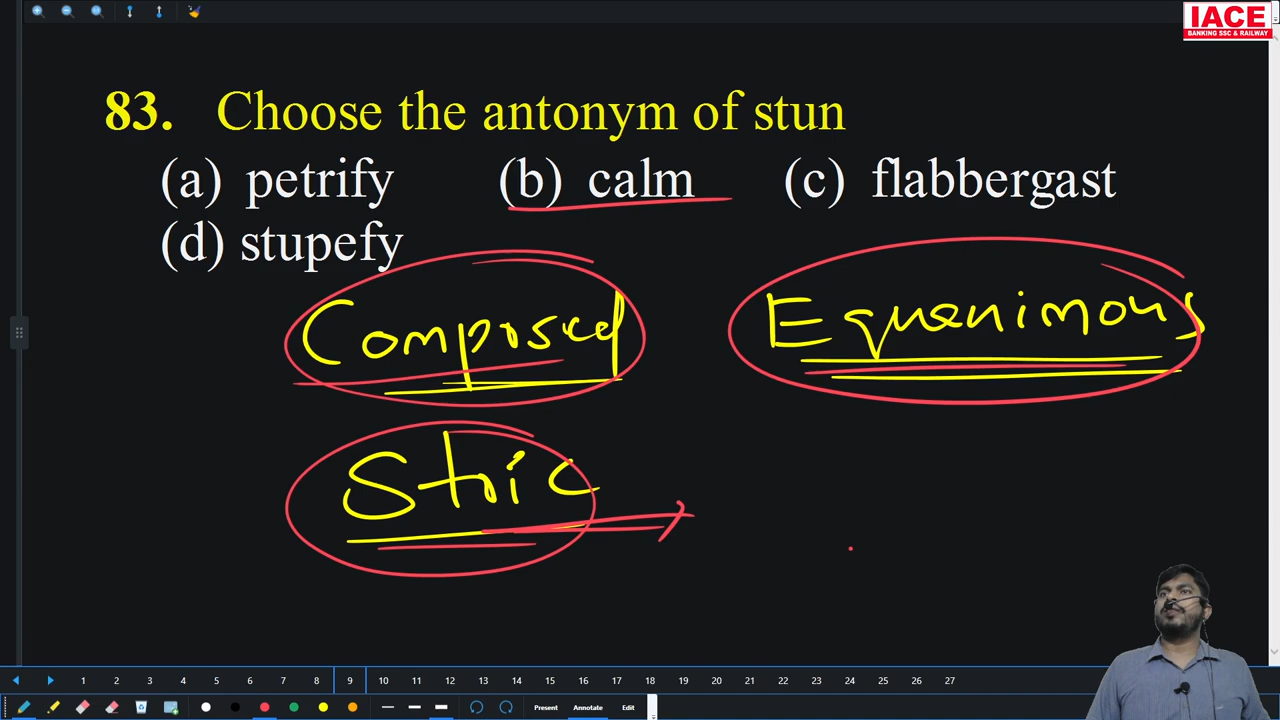 IACE
BANKING SSC & RAILWAY
83. Choose the antonym of stun
(a) petrify (b) calm (c) flabbergast
(d) stupefy
Composed Equenimous
Stoic
1 2 3 4 5 6 7 8 9 10 11 12 13 14 15 16 17 18 19 20 21 22 23 24 25 26 27
Present Annotate Edit